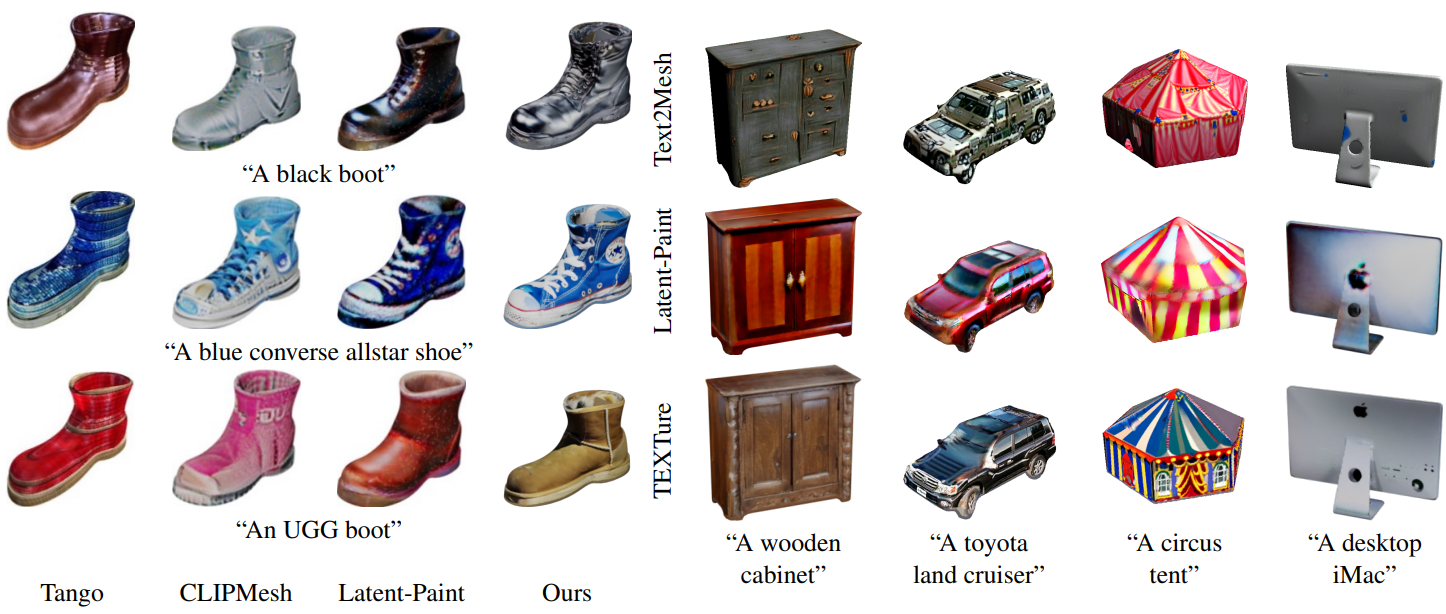 “A black boot”
“A blue converse allstar shoe”
“An UGG boot”
Tango CLIPMesh Latent-Paint Ours
Text2Mesh
Latent-Paint
TEXTure
“A wooden
cabinet”
“A toyota
land cruiser”
“A circus
tent”
“A desktop
iMac”